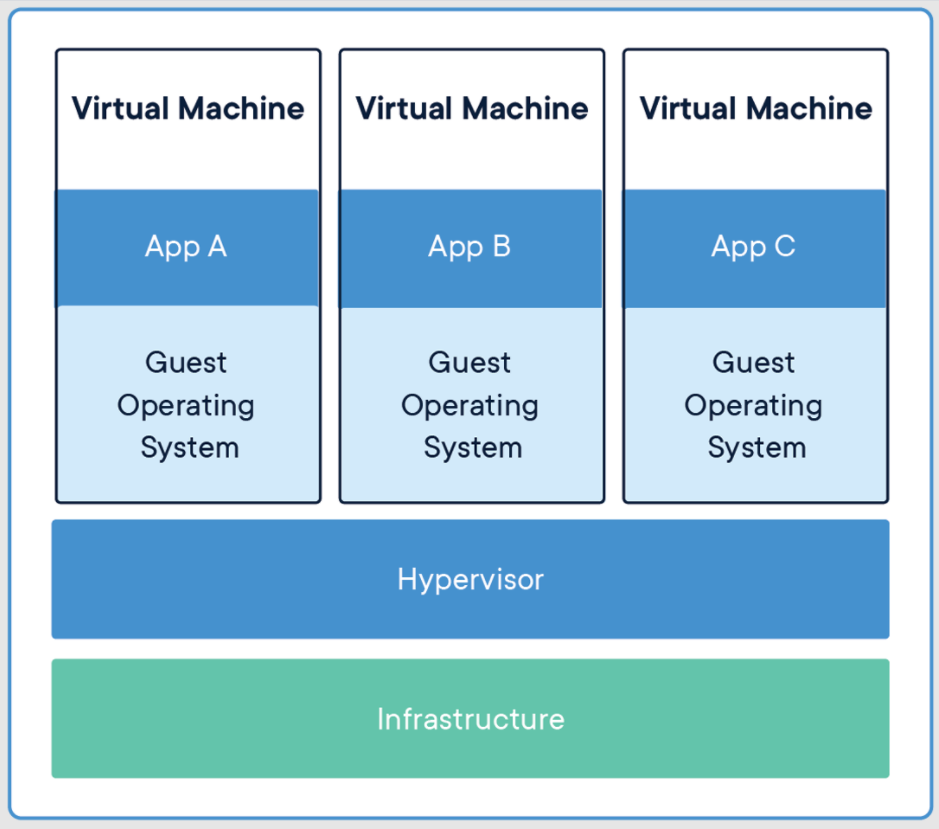 Virtual Machine
Virtual Machine
Virtual Machine
App A
App B
App C
Guest
Operating
System
Guest
Operating
System
Guest
Operating
System
Hypervisor
Infrastructure